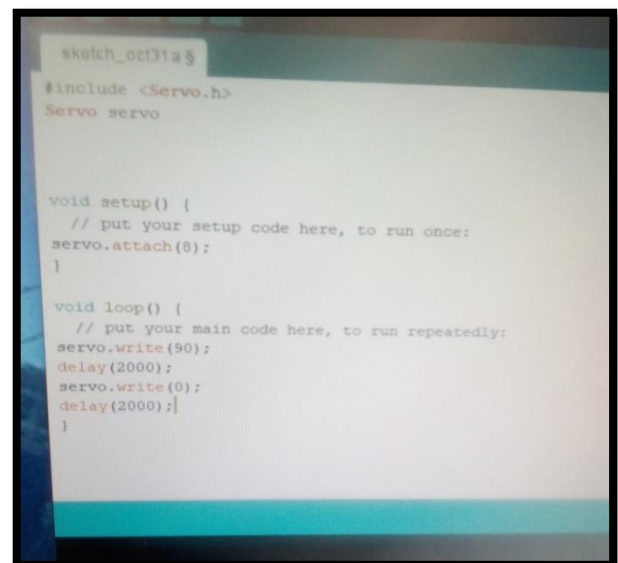 sketch_oct31a §
#include <Servo.h>
Servo servo
void setup() {
// put your setup code here, to run once:
servo.attach(8);
}
void loop() {
// put your main code here, to run repeatedly:
servo.write(90);
delay(2000);
servo.write(0);
delay(2000);
}